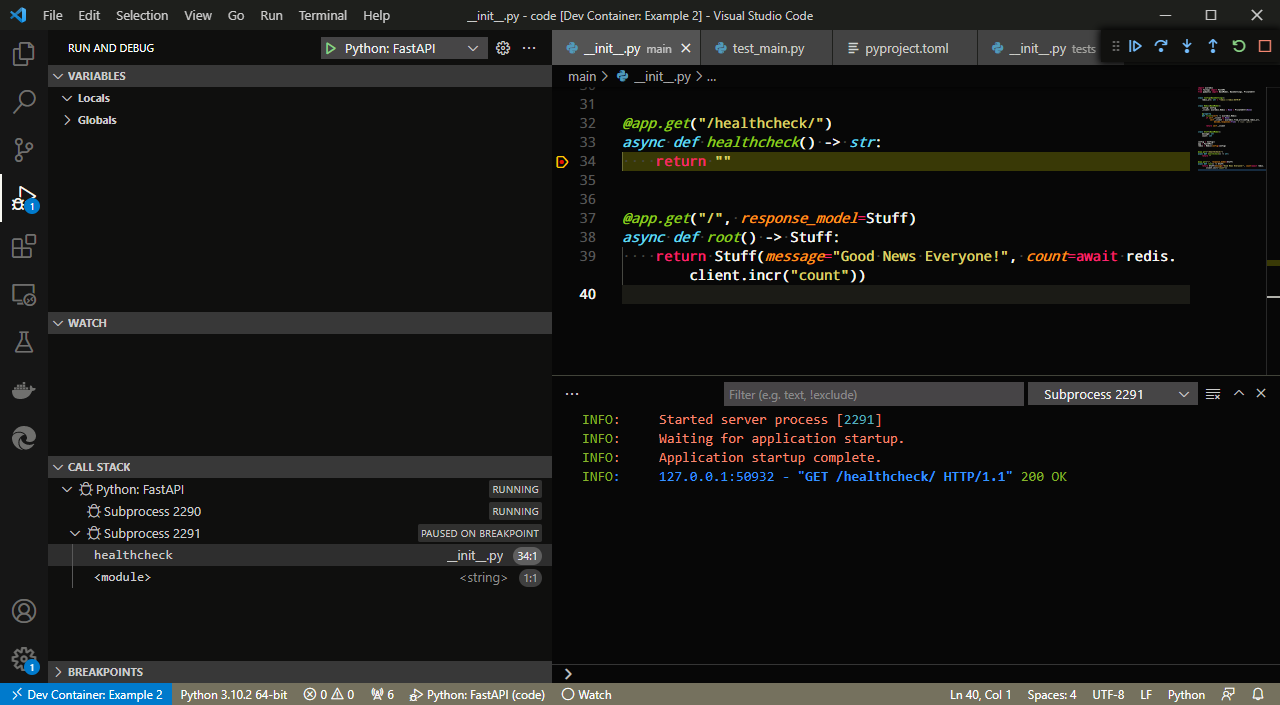 File Edit Selection View Go Run Terminal Help
__init__.py - code [Dev Container: Example 2] - Visual Studio Code
RUN AND DEBUG
Python: FastAPI
__init__.py main
test_main.py
pyproject.toml
__init__.py tests
main > __init__.py > ...
VARIABLES
Locals
Globals
31
32 @app.get("/healthcheck/")
33 async def healthcheck() -> str:
34 return ""
35
36
37 @app.get("/", response_model=Stuff)
38 async def root() -> Stuff:
39 return Stuff(message="Good News Everyone!", count=await redis.
client.incr("count"))
40
1
WATCH
CALL STACK
Python: FastAPI RUNNING
Subprocess 2290 RUNNING
Subprocess 2291 PAUSED ON BREAKPOINT
healthcheck __init__.py 34:1
<module> <string> 1:1
BREAKPOINTS
1
Filter (e.g. text, !exclude)
Subprocess 2291
INFO: Started server process [2291]
INFO: Waiting for application startup.
INFO: Application startup complete.
INFO: 127.0.0.1:50932 - "GET /healthcheck/ HTTP/1.1" 200 OK
Dev Container: Example 2 Python 3.10.2 64-bit 0 0 6 Python: FastAPI (code) Watch Ln 40, Col 1 Spaces: 4 UTF-8 LF Python